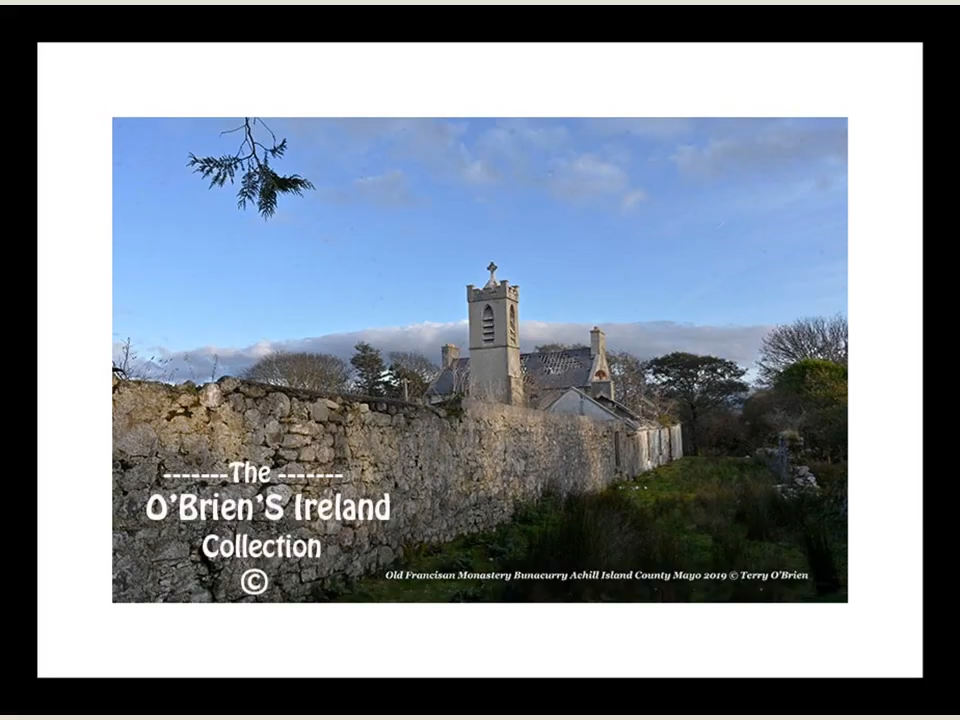 -------The -------
O'Brien'S Ireland
Collection
©
Old Francisan Monastery Bunacurry Achill Island County Mayo 2019 © Terry O'Brien